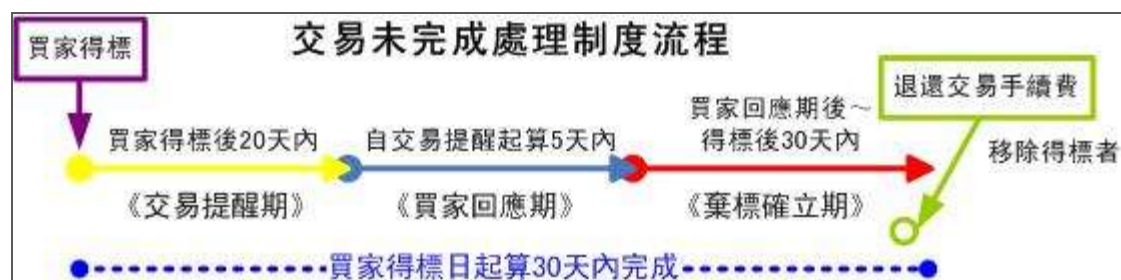 交易未完成處理制度流程
買家得標
退還交易手續費
買家得標後20天內
自交易提醒起算5天內
買家回應期後～
得標後30天內
移除得標者
《交易提醒期》
《買家回應期》
《棄標確立期》
買家得標日起算30天內完成